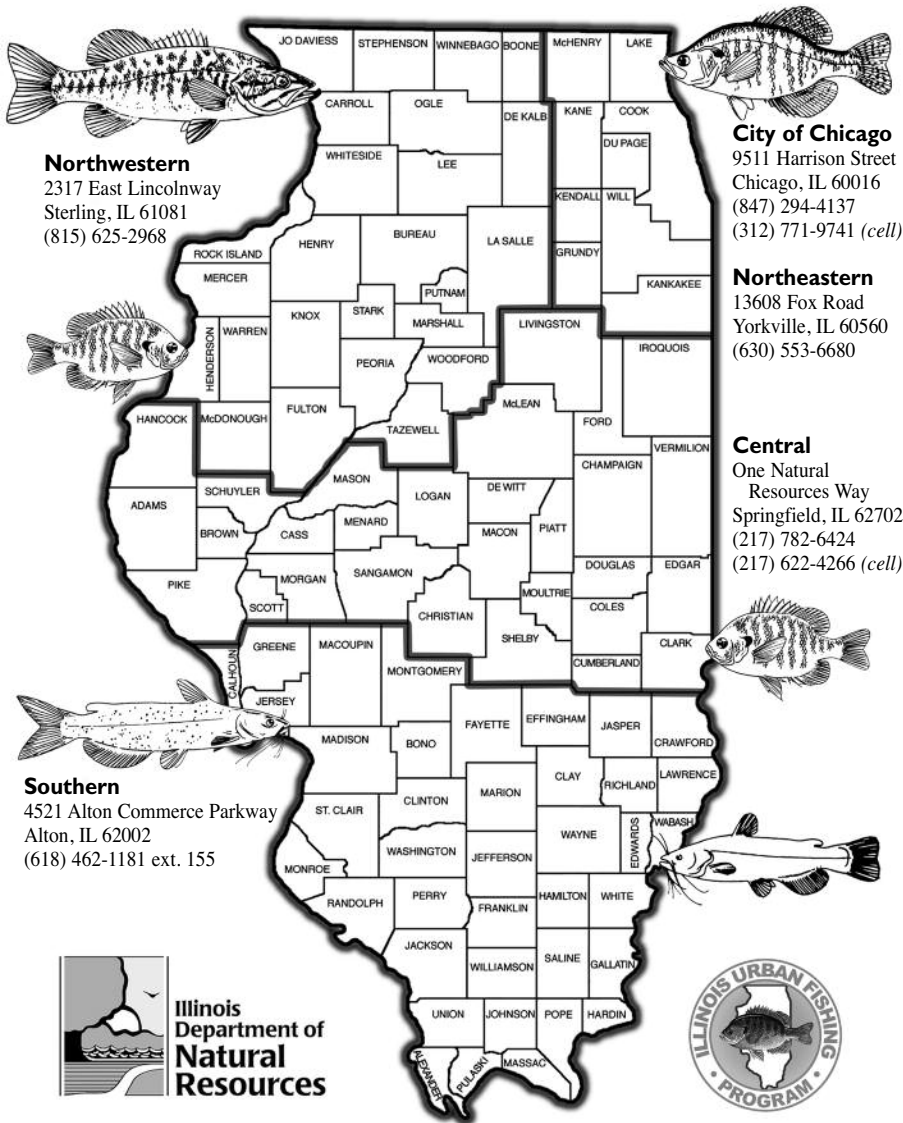 JO DAVIESS
STEPHENSON
WINNEBAGO
BOONE
McHENRY
LAKE
CARROLL
OGLE
DE KALB
KANE
COOK
DU PAGE
WHITESIDE
LEE
KENDALL
WILL
ROCK ISLAND
HENRY
BUREAU
LA SALLE
GRUNDY
MERCER
PUTNAM
KANKAKEE
KNOX
STARK
MARSHALL
LIVINGSTON
HENDERSON
WARREN
PEORIA
WOODFORD
IROQUOIS
HANCOCK
McDONOUGH
FULTON
TAZEWELL
McLEAN
FORD
VERMILION
ADAMS
SCHUYLER
MASON
LOGAN
DE WITT
CHAMPAIGN
BROWN
CASS
MENARD
MACON
PIATT
PIKE
SCOTT
MORGAN
SANGAMON
CHRISTIAN
MOULTRIE
DOUGLAS
EDGAR
COLES
SHELBY
CUMBERLAND
CLARK
CALHOUN
GREENE
MACOUPIN
MONTGOMERY
JERSEY
FAYETTE
EFFINGHAM
JASPER
CRAWFORD
MADISON
BONO
CLAY
RICHLAND
LAWRENCE
ST. CLAIR
CLINTON
MARION
WAYNE
EDWARDS
WABASH
MONROE
WASHINGTON
JEFFERSON
RANDOLPH
PERRY
FRANKLIN
HAMILTON
WHITE
JACKSON
WILLIAMSON
SALINE
GALLATIN
UNION
JOHNSON
POPE
HARDIN
ALEXANDER
PULASKI
MASSAC
Northwestern
2317 East Lincolnway
Sterling, IL 61081
(815) 625-2968
City of Chicago
9511 Harrison Street
Chicago, IL 60016
(847) 294-4137
(312) 771-9741 (cell)
Northeastern
13608 Fox Road
Yorkville, IL 60560
(630) 553-6680
Central
One Natural
Resources Way
Springfield, IL 62702
(217) 782-6424
(217) 622-4266 (cell)
Southern
4521 Alton Commerce Parkway
Alton, IL 62002
(618) 462-1181 ext. 155
Illinois
Department of
Natural
Resources
ILLINOIS URBAN FISHING
• PROGRAM •